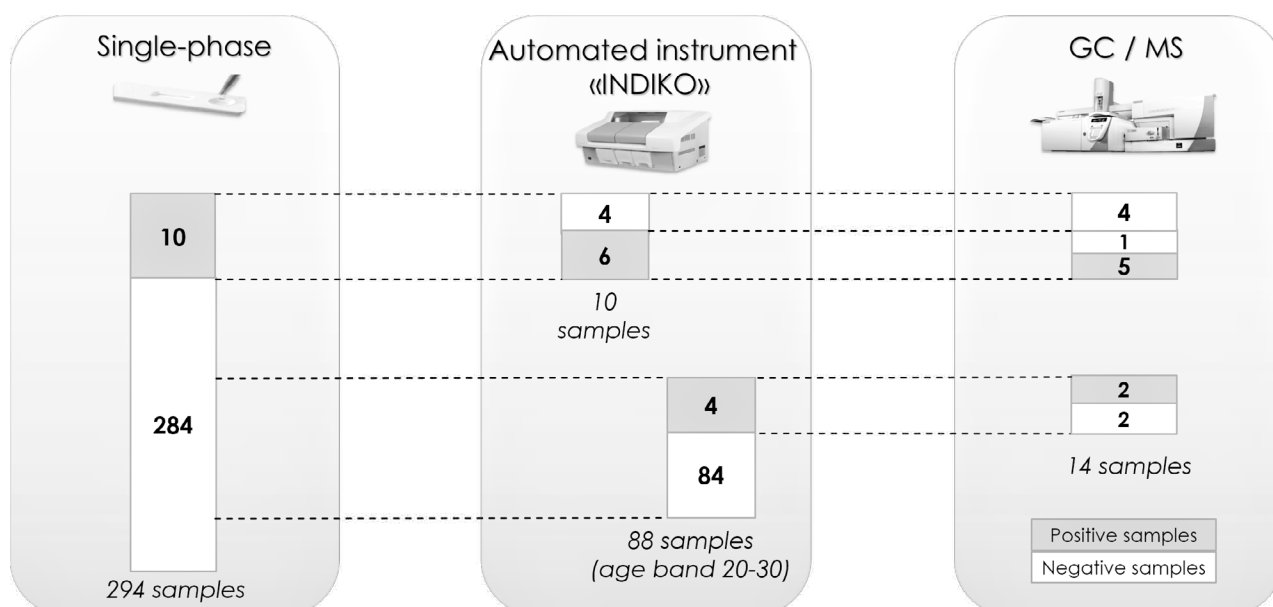 Single-phase
Automated instrument
«INDIKO»
GC / MS
10
4
4
6
1
5
10
samples
284
4
84
2
2
14 samples
88 samples
(age band 20-30)
294 samples
Positive samples
Negative samples